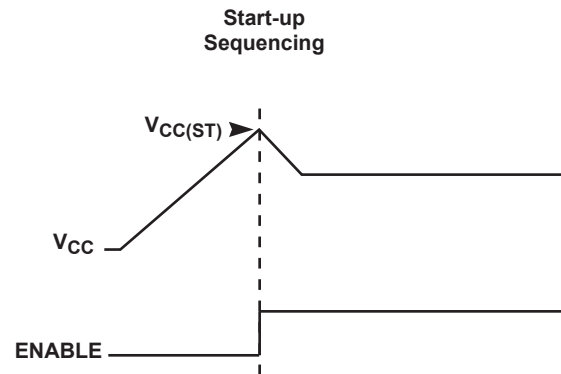 Start-up
Sequencing
VCC(ST)
VCC
ENABLE